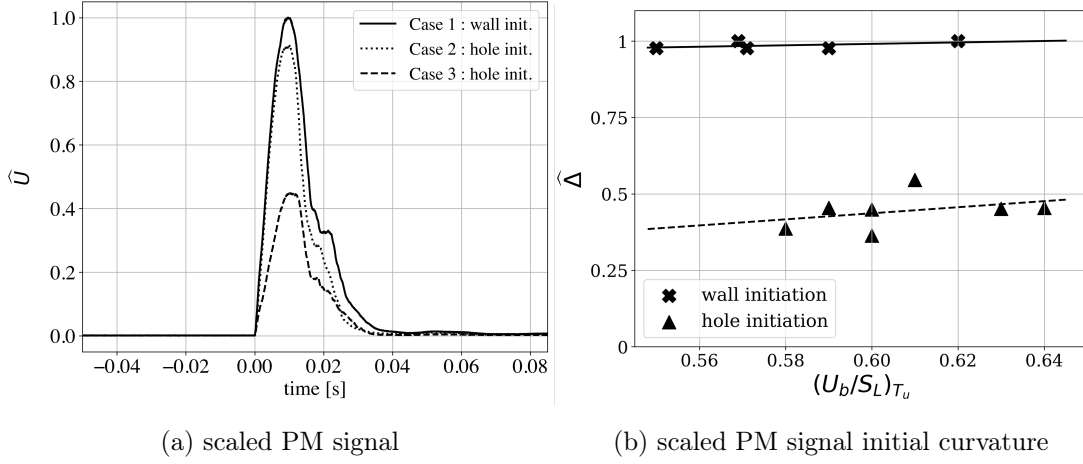 1.0
0.8
0.6
0.4
0.2
0.0
Û
Case 1 : wall init.
Case 2 : hole init.
Case 3 : hole init.
−0.04 −0.02 0.00 0.02 0.04 0.06 0.08
time [s]
(a) scaled PM signal
1
0.75
0.5
0.25
0
Δ̂
wall initiation
hole initiation
0.56 0.58 0.60 0.62 0.64
(U_b/S_L)_{T_u}
(b) scaled PM signal initial curvature